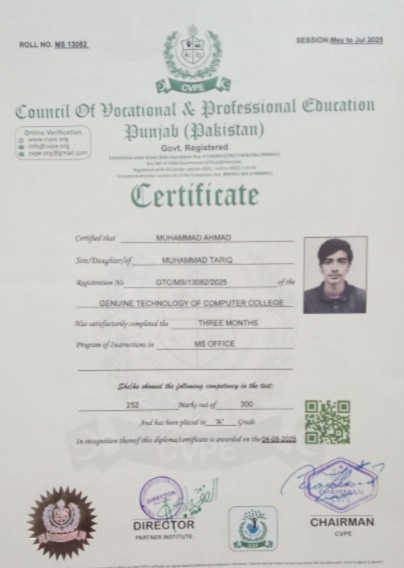 ROLL NO. MS 13082
SESSION: May to Jul 2025
CVPE
Council Of Vocational & Professional Education
Punjab (Pakistan)
Govt. Registered
Online Verification
www.cvpe.org
info@cvpe.org
cvpe.org@gmail.com
Certificate
Certified that MUHAMMAD AHMAD
Son/Daughter/of MUHAMMAD TARIQ
Registration No GTC/MS/13082/2025 of the
GENUINE TECHNOLOGY OF COMPUTER COLLEGE
Has satisfactorily completed the THREE MONTHS
Program of Instructions in MS OFFICE
She/he showed the following competency in the test:
252 Marks out of 300
And has been placed in "A" Grade
In recognition thereof this diploma/certificate is awarded on the 04-08-2025
CVPE
DIRECTOR
DIRECTOR
PARTNER INSTITUTE
CHAIRMAN
CVPE
CHAIRMAN
CVPE